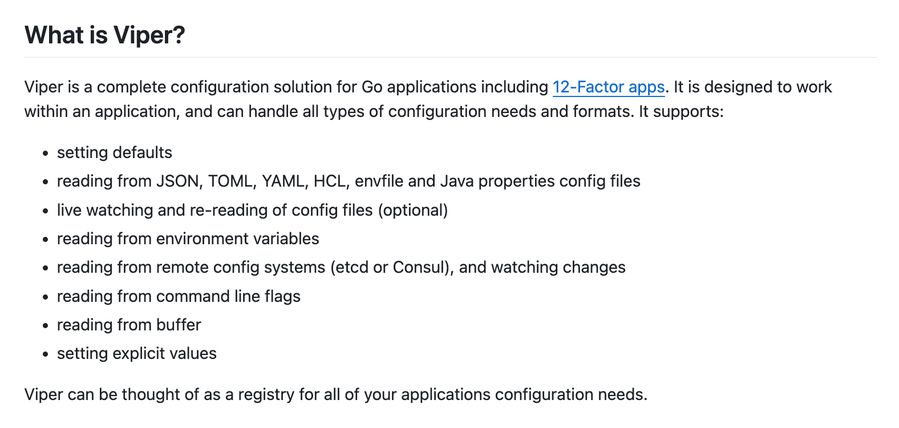 What is Viper?
Viper is a complete configuration solution for Go applications including 12-Factor apps. It is designed to work
within an application, and can handle all types of configuration needs and formats. It supports:
• setting defaults
• reading from JSON, TOML, YAML, HCL, envfile and Java properties config files
• live watching and re-reading of config files (optional)
• reading from environment variables
• reading from remote config systems (etcd or Consul), and watching changes
• reading from command line flags
• reading from buffer
• setting explicit values
Viper can be thought of as a registry for all of your applications configuration needs.